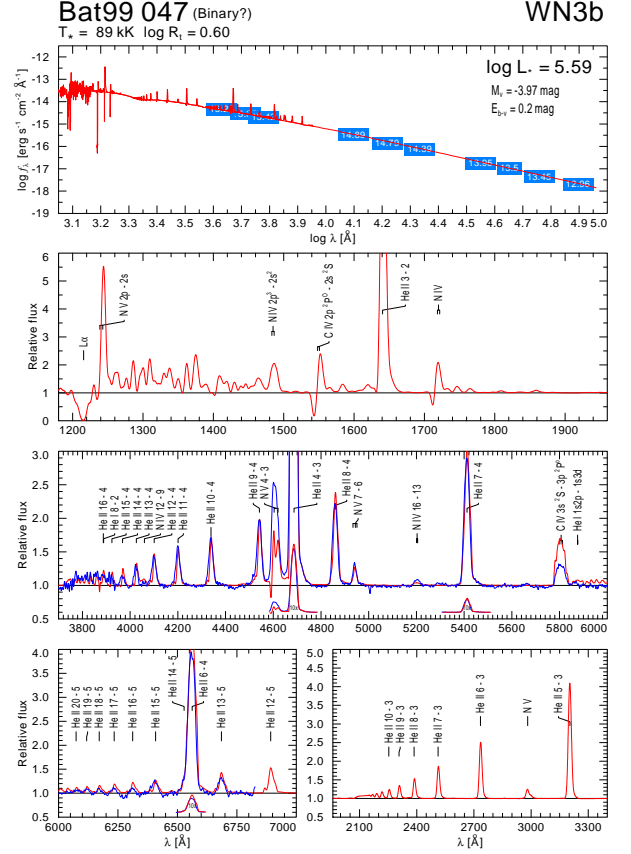 Bat99 047 (Binary?) WN3b
T* = 89 kK log Rt = 0.60
log L* = 5.59
Mv = -3.97 mag
Eb-v = 0.2 mag
log fλ [erg s⁻¹ cm⁻² Å⁻¹]
-12
-13
-14
-15
-16
-17
-18
-19
14.89 14.79 14.39 13.85 13.5 13.45 12.96
3.1 3.2 3.3 3.4 3.5 3.6 3.7 3.8 3.9 4.0 4.1 4.2 4.3 4.4 4.5 4.6 4.7 4.8 4.9 5.0
log λ [Å]
Relative flux
6
5
4
3
2
1
0
Lα
N V 2p - 2s
N IV 2p³ - 2s²
C IV 2p ²P⁰ - 2s ²S
He II 3 - 2
N IV
1200 1300 1400 1500 1600 1700 1800 1900
Relative flux
3.0
2.5
2.0
1.5
1.0
0.5
He II 16 - 4
He I 8 - 2
He II 15 - 4
He II 14 - 4
He II 13 - 4
N IV 12 - 9
He II 12 - 4
He II 11 - 4
He II 10 - 4
He II 9 - 4
N V 4 - 3
He II 4 - 3
He II 8 - 4
N V 7 - 6
N IV 16 - 13
He II 7 - 4
C IV 3s ²S - 3p ²P⁰
He I 1s2p - 1s3d
10x
10x
3800 4000 4200 4400 4600 4800 5000 5200 5400 5600 5800 6000
Relative flux
4.0
3.5
3.0
2.5
2.0
1.5
1.0
0.5
He II 20 - 5
He II 19 - 5
He II 18 - 5
He II 17 - 5
He II 16 - 5
He II 15 - 5
He II 14 - 5
He II 6 - 4
He II 13 - 5
He II 12 - 5
10x
6000 6250 6500 6750 7000
λ [Å]
5.0
4.0
3.0
2.0
1.0
He II 10 - 3
He II 9 - 3
He II 8 - 3
He II 7 - 3
He II 6 - 3
N V
He II 5 - 3
2100 2400 2700 3000 3300
λ [Å]